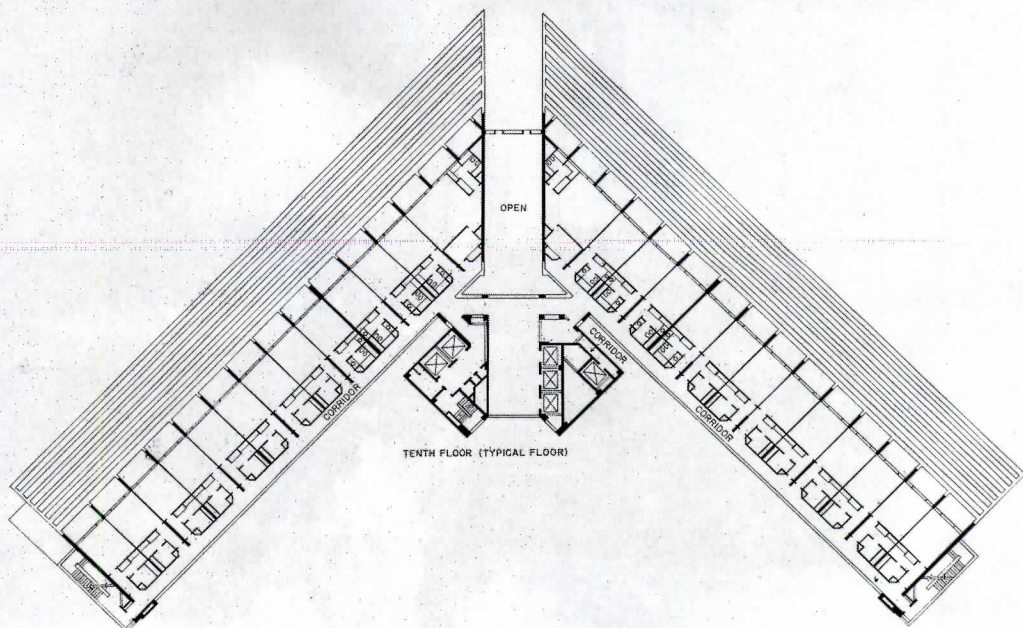 OPEN
CORRIDOR
CORRIDOR
CORRIDOR
TENTH FLOOR (TYPICAL FLOOR)